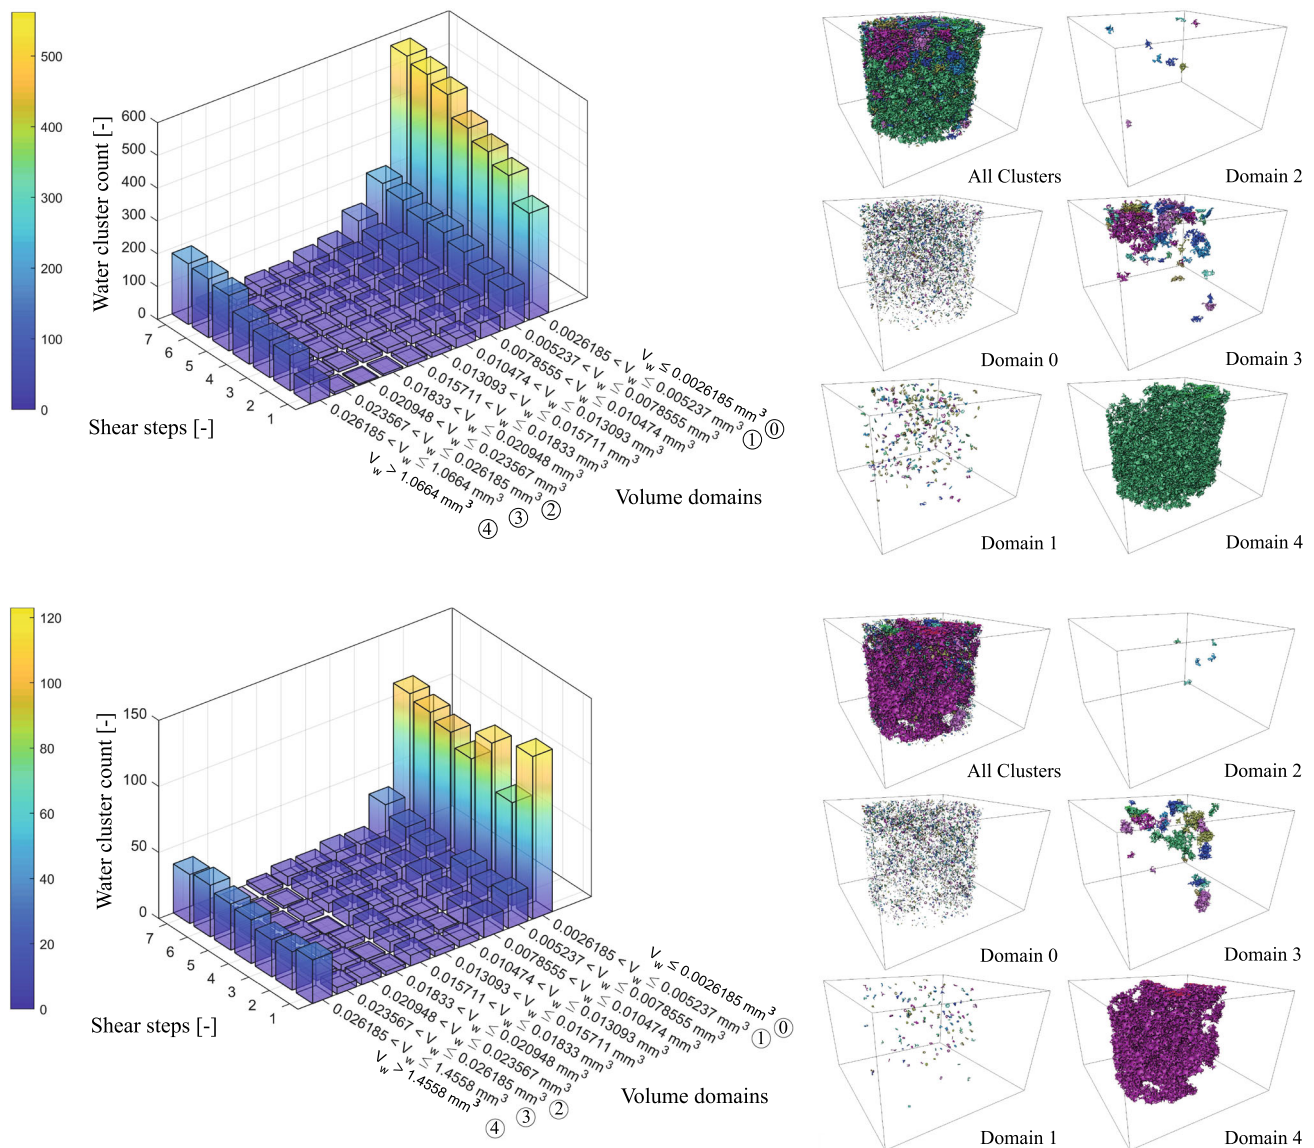 500
400
300
200
100
0
Water cluster count [-]
600
500
400
300
200
100
0
7
6
5
4
3
2
1
Shear steps [-]
V_w ≤ 0.0026185 mm³
0.0026185 < V_w ≤ 0.005237 mm³
0.005237 < V_w ≤ 0.0078555 mm³
0.0078555 < V_w ≤ 0.010474 mm³
0.010474 < V_w ≤ 0.013093 mm³
0.013093 < V_w ≤ 0.015711 mm³
0.015711 < V_w ≤ 0.01833 mm³
0.01833 < V_w ≤ 0.020948 mm³
0.020948 < V_w ≤ 0.023567 mm³
0.023567 < V_w ≤ 0.026185 mm³
0.026185 < V_w ≤ 1.0664 mm³
V_w > 1.0664 mm³
⓪
①
②
③
④
Volume domains
All Clusters
Domain 2
Domain 0
Domain 3
Domain 1
Domain 4
120
100
80
60
40
20
0
Water cluster count [-]
150
100
50
0
7
6
5
4
3
2
1
Shear steps [-]
V_w ≤ 0.0026185 mm³
0.0026185 < V_w ≤ 0.005237 mm³
0.005237 < V_w ≤ 0.0078555 mm³
0.0078555 < V_w ≤ 0.010474 mm³
0.010474 < V_w ≤ 0.013093 mm³
0.013093 < V_w ≤ 0.015711 mm³
0.015711 < V_w ≤ 0.01833 mm³
0.01833 < V_w ≤ 0.020948 mm³
0.020948 < V_w ≤ 0.023567 mm³
0.023567 < V_w ≤ 0.026185 mm³
0.026185 < V_w ≤ 1.4558 mm³
V_w > 1.4558 mm³
⓪
①
②
③
④
Volume domains
All Clusters
Domain 2
Domain 0
Domain 3
Domain 1
Domain 4